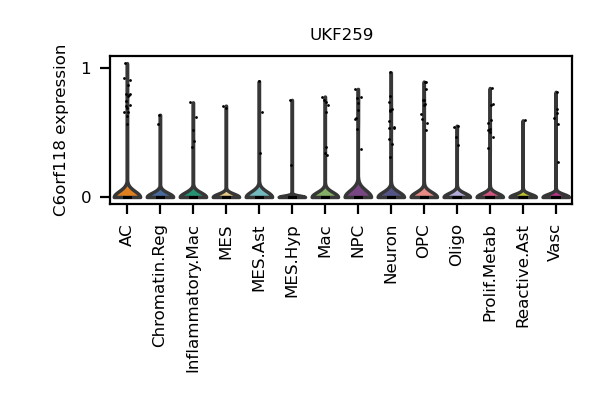 UKF259
C6orf118 expression
1
0
AC
Chromatin.Reg
Inflammatory.Mac
MES
MES.Ast
MES.Hyp
Mac
NPC
Neuron
OPC
Oligo
Prolif.Metab
Reactive.Ast
Vasc